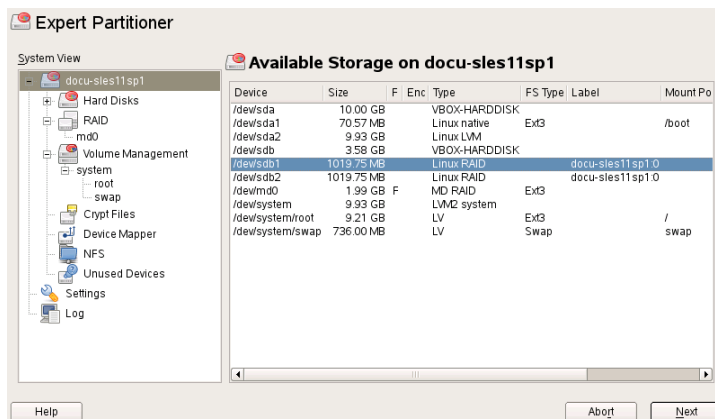 Expert Partitioner
System View
Available Storage on docu-sles11sp1
docu-sles11sp1
Hard Disks
RAID
md0
Volume Management
system
root
swap
Crypt Files
Device Mapper
NFS
Unused Devices
Settings
Log
Device Size F Enc Type FS Type Label Mount Po
/dev/sda 10.00 GB VBOX-HARDDISK
/dev/sda1 70.57 MB Linux native Ext3 /boot
/dev/sda2 9.93 GB Linux LVM
/dev/sdb 3.58 GB VBOX-HARDDISK
/dev/sdb1 1019.75 MB Linux RAID docu-sles11sp1:0
/dev/sdb2 1019.75 MB Linux RAID docu-sles11sp1:0
/dev/md0 1.99 GB F MD RAID Ext3
/dev/system 9.93 GB LVM2 system
/dev/system/root 9.21 GB LV Ext3 /
/dev/system/swap 736.00 MB LV Swap swap
Help Abort Next